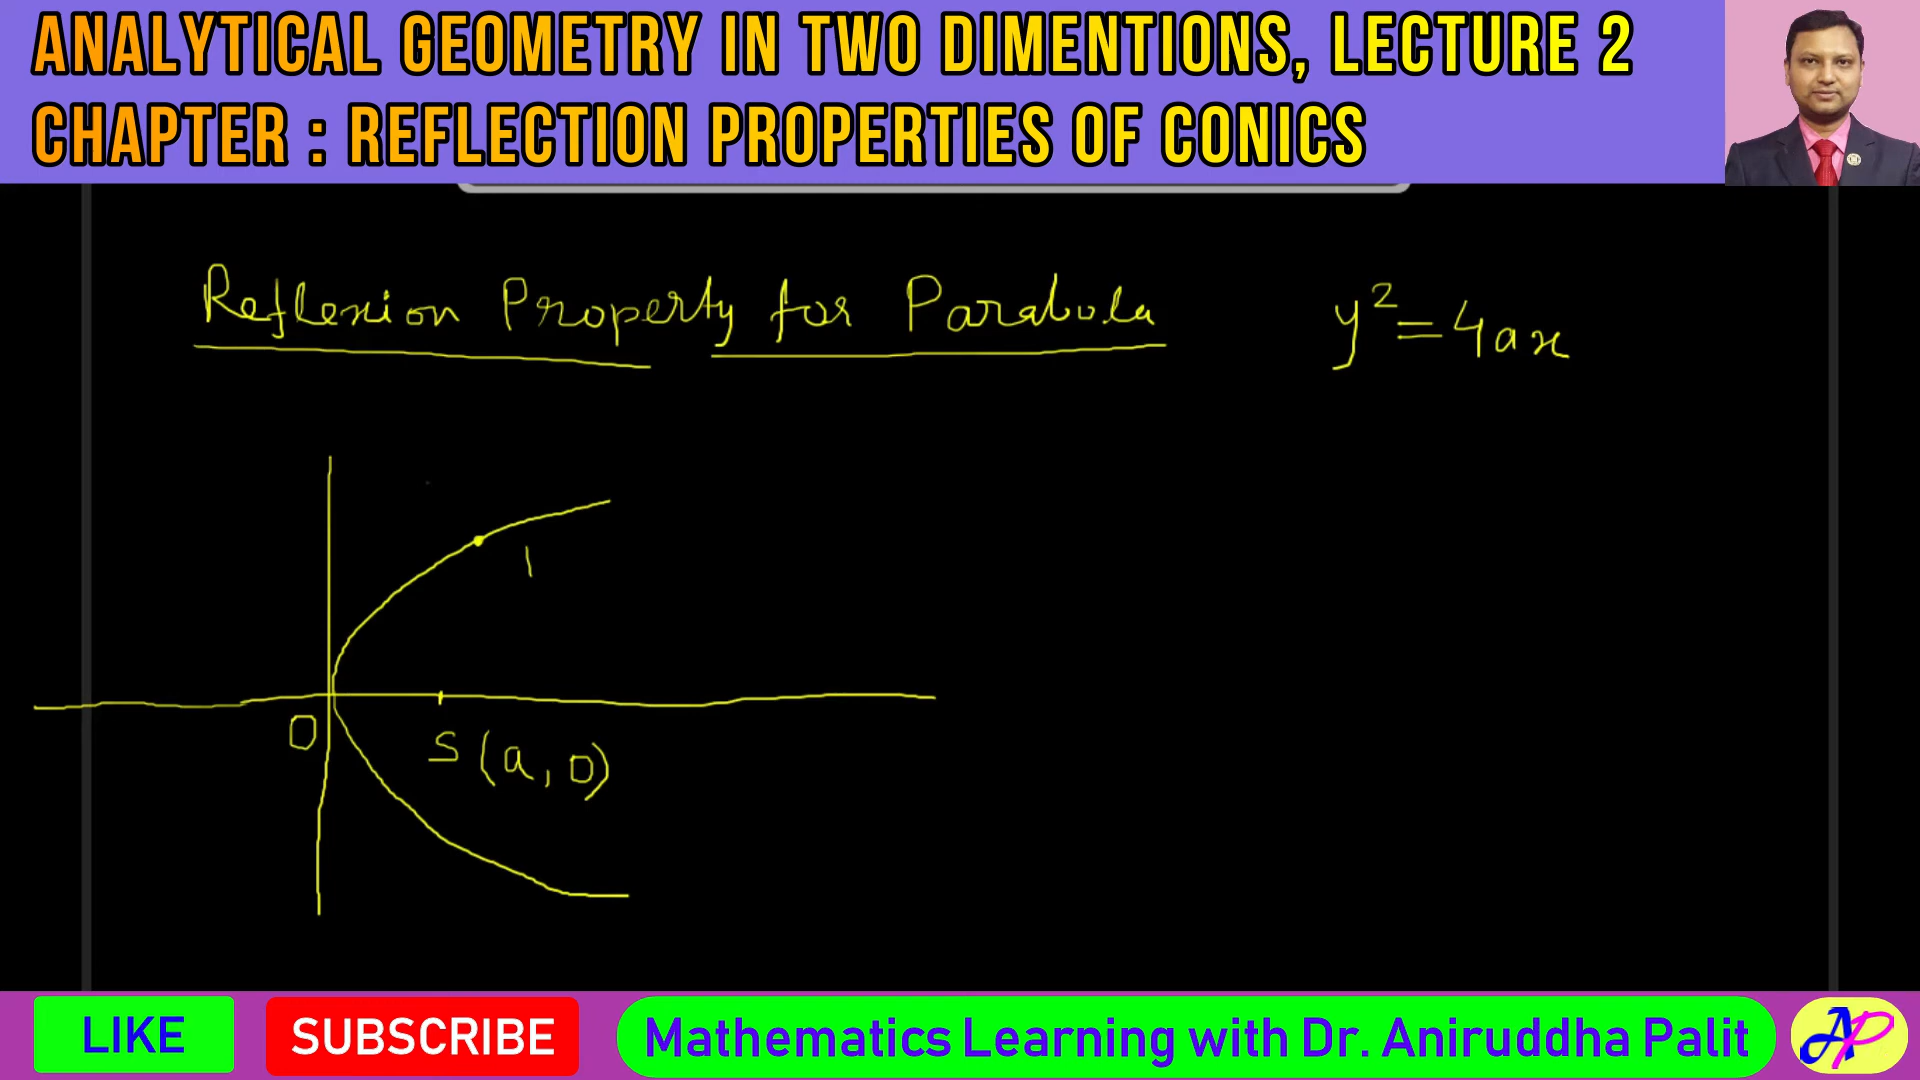 ANALYTICAL GEOMETRY IN TWO DIMENTIONS, LECTURE 2
CHAPTER : REFLECTION PROPERTIES OF CONICS
Reflexion Property for Parabola y² = 4ax
O
S (a, 0)
LIKE
SUBSCRIBE
Mathematics Learning with Dr. Aniruddha Palit
AP